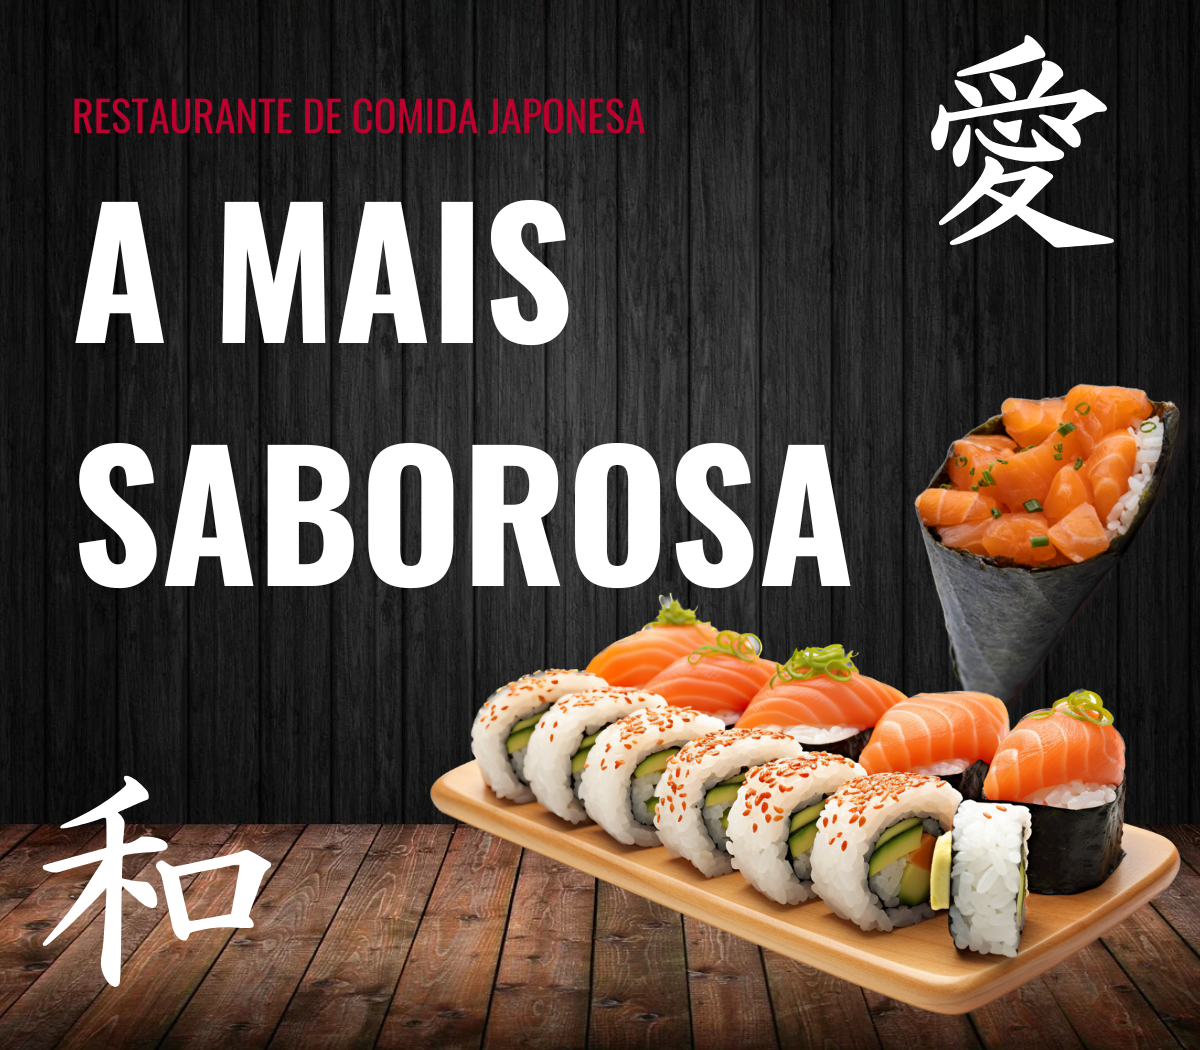 愛
RESTAURANTE DE COMIDA JAPONESA
A MAIS
SABOROSA
和